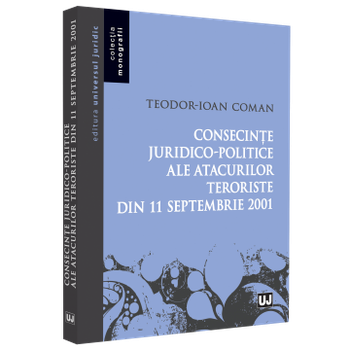 CONSECINȚE JURIDICO-POLITICE
ALE ATACURILOR TERORISTE DIN 11 SEPTEMBRIE 2001
UJ
editura universul juridic
colecția
monografii
TEODOR-IOAN COMAN
CONSECINȚE
JURIDICO-POLITICE
ALE ATACURILOR
TERORISTE
DIN 11 SEPTEMBRIE 2001
UJ